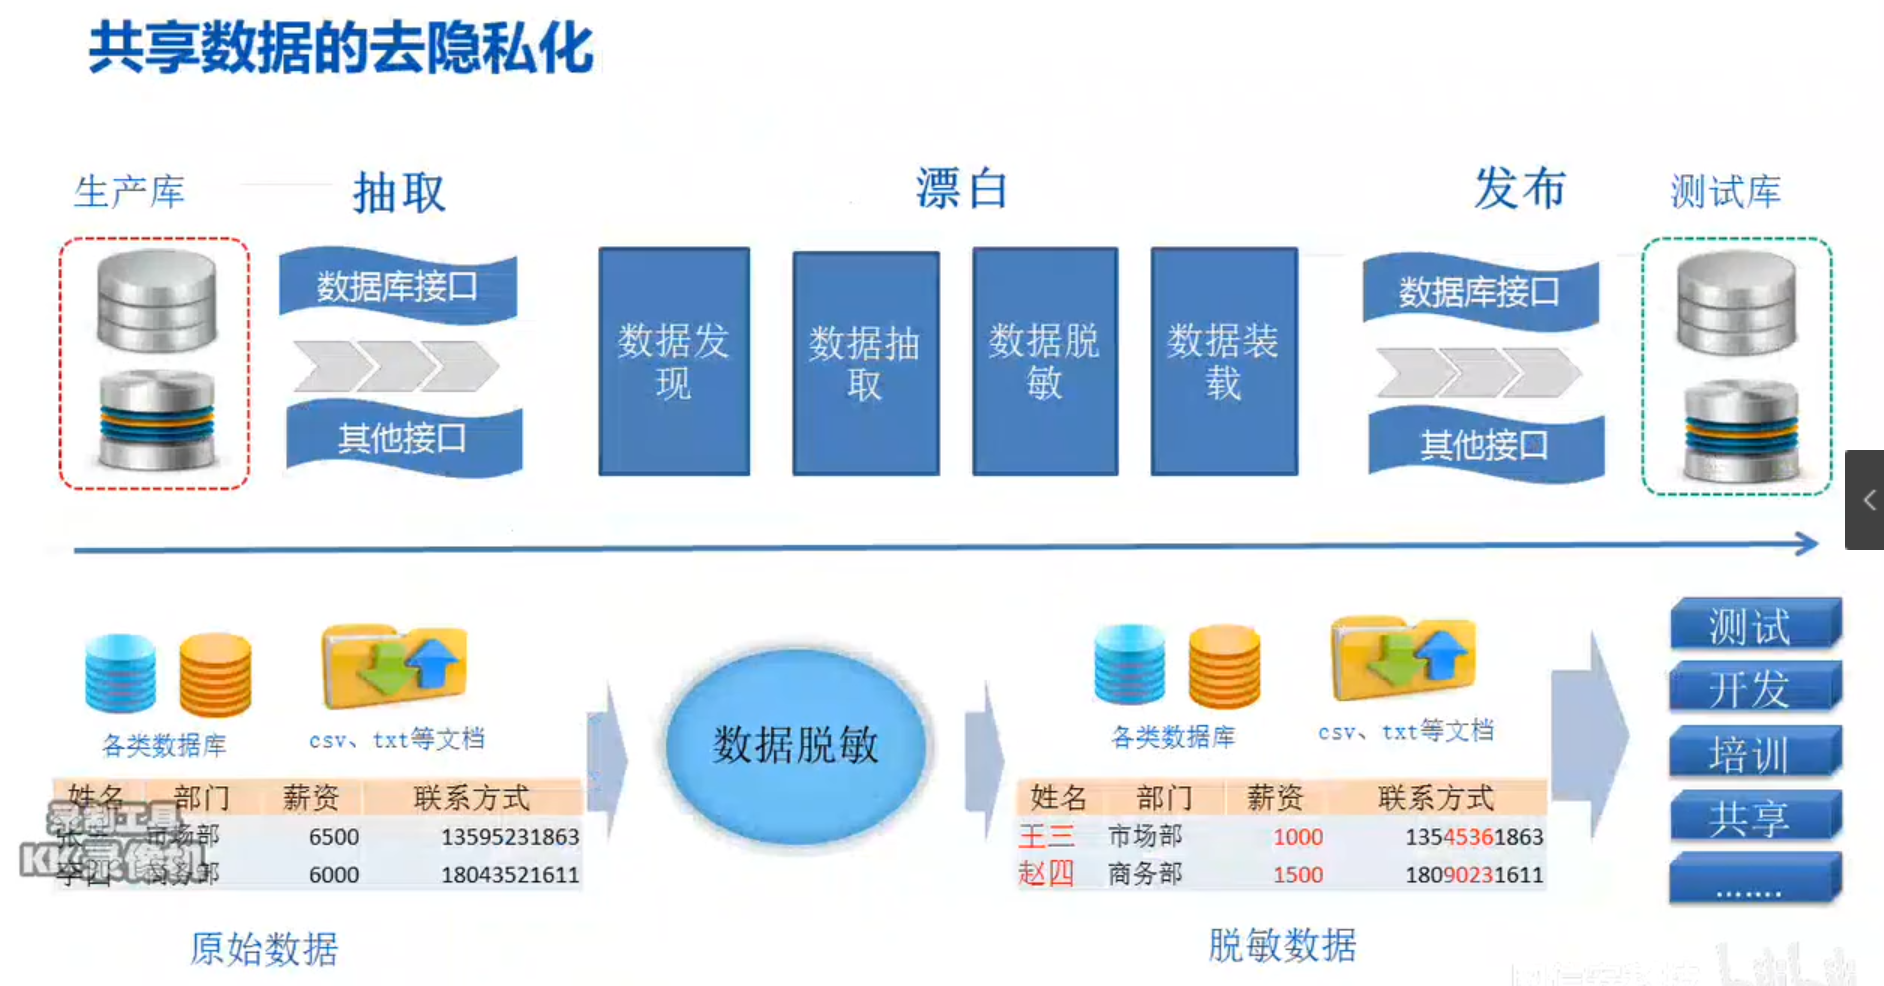 共享数据的去隐私化
生产库
抽取
漂白
发布
测试库
数据库接口
其他接口
数据发
现
数据抽
取
数据脱
敏
数据装
载
数据库接口
其他接口
各类数据库
csv、txt等文档
姓名 部门 薪资 联系方式
张 市场部 6500 13595231863
李四 商务部 6000 18043521611
原始数据
数据脱敏
各类数据库
csv、txt等文档
姓名 部门 薪资 联系方式
王三 市场部 1000 13545361863
赵四 商务部 1500 18090231611
脱敏数据
测试
开发
培训
共享
.......
录制工具
KK录像机